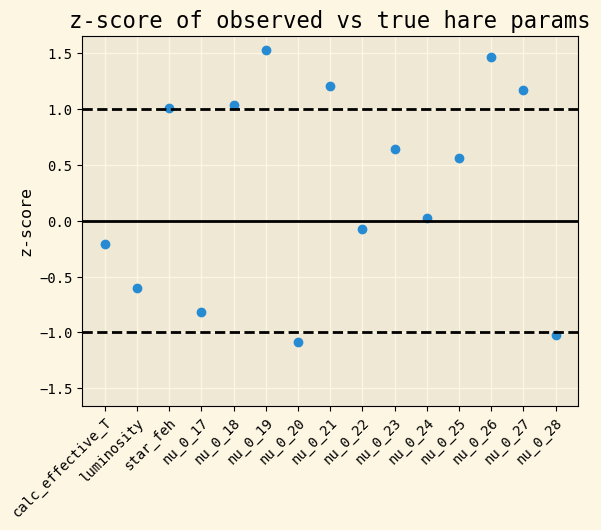 z-score of observed vs true hare params
z-score
1.5
1.0
0.5
0.0
−0.5
−1.0
−1.5
calc_effective_T
luminosity
star_feh
nu_0_17
nu_0_18
nu_0_19
nu_0_20
nu_0_21
nu_0_22
nu_0_23
nu_0_24
nu_0_25
nu_0_26
nu_0_27
nu_0_28